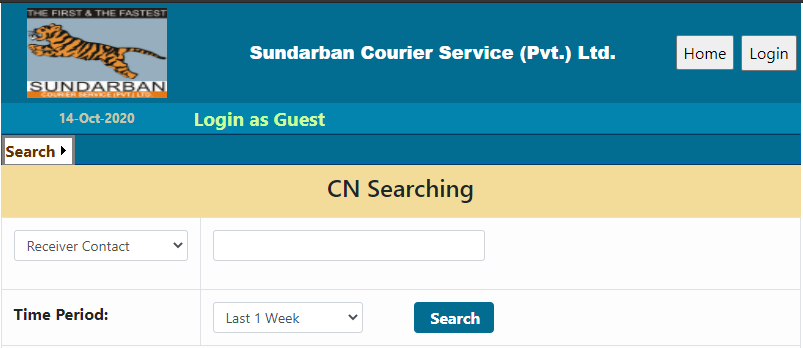 THE FIRST & THE FASTEST
SUNDARBAN
COURIER SERVICE (PVT.) LTD.
Sundarban Courier Service (Pvt.) Ltd.
Home
Login
14-Oct-2020
Login as Guest
Search
CN Searching
Receiver Contact
Time Period:
Last 1 Week
Search